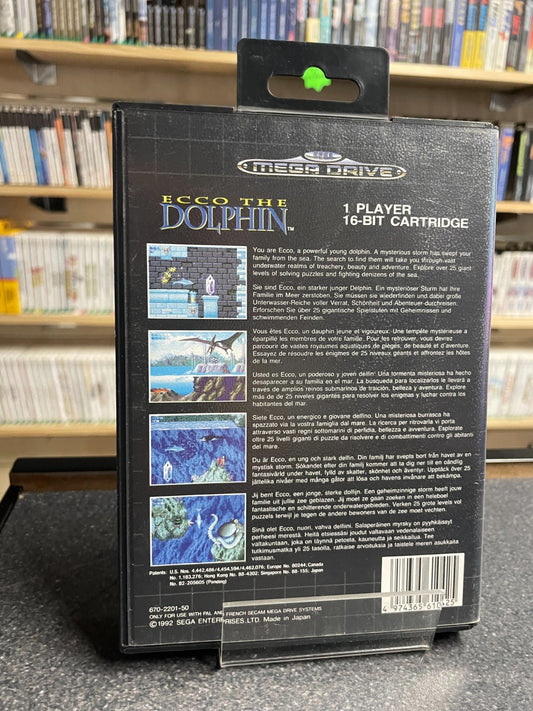 SEGA
MEGA DRIVE
ECCO THE
DOLPHIN™
1 PLAYER
16-BIT CARTRIDGE
You are Ecco, a powerful young dolphin. A mysterious storm has swept your
family from the sea. The search to find them will take you through vast
underwater realms of treachery, beauty and adventure. Explore over 25 giant
levels of solving puzzles and fighting denizens of the sea.
Sie sind Ecco, ein starker junger Delphin. Ein mysteriöser Sturm hat Ihre
Familie im Meer zerstoben, Sie müssen sie wiederfinden und dabei große
Unterwasser-Reiche voller Verrat, Schönheit und Abenteuer durchreisen.
Erforschen Sie über 25 gigantische Spielstufen mit Geheimnissen und
schwimmenden Feinden.
Vous êtes Ecco, un dauphin jeune et vigoureux. Une tempête mystérieuse a
éparpillé les membres de votre famille. Pour les retrouver, vous devez
parcourir de vastes royaumes aquatiques de pièges, de beauté et d'aventure.
Essayez de résoudre les énigmes de 25 niveaux géants et affrontez les hôtes
de la mer.
Usted es Ecco, un poderoso y joven delfín. Una tormenta misteriosa ha hecho
desaparecer a su familia en el mar. La búsqueda para localizarlos le llevará a
través de amplios reinos submarinos de traición, belleza y aventura. Explore
más de 25 niveles gigantes para resolver los enigmas y luchar contra los
habitantes del mar.
Siete Ecco, un energico e giovane delfino. Una misteriosa burrasca ha
spazzato via la vostra famiglia dal mare. La ricerca per ritrovarla vi porta
attraverso vasti regni sottomarini di perfidia, bellezza e avventura. Esplorate
oltre 25 livelli giganti di puzzle da risolvere e di combattimenti contro gli abitanti
del mare.
Du är Ecco, en ung och stark delfin. Din familj har svepts bort från havet av en
mystisk storm. Sökandet efter din familj kommer att ta dig ner till en oändlig
fantasivärld under havet, fylld av skatter, skönhet och äventyr. Upptäck över 25
jättelika nivåer med många gåtor att lösa och havens invånare att bekämpa.
Jij bent Ecco, een jonge, sterke dolfijn. Een geheimzinnige storm heeft jouw
familie uit jullie zee geblazen. Jij moet ze gaan zoeken in een heleboel
fantastische en schitterende onderwatergebieden. Verken 25 grote levels vol
puzzels terwijl je tegen de andere bewoners van de zee moet vechten.
Sinä olet Ecco, nuori, vahva delfiini. Salaperäinen myrsky on pyyhkäissyt
perheesi merestä. Heitä etsiessäsi joudut valtavaan vedenalaiseen
valtakuntaan, joka on täynnä petosta, kauneutta ja seikkailua. Tee
tutkimusmatka yli 25 tasolla, ratkaise arvoituksia ja taistele meren asukkaita
vastaan.
Patents: U.S. Nos. 4,442,486/4,454,594/4,462,076; Europe No. 80244; Canada
No. 1,183,276; Hong Kong No. 88-4302; Singapore No. 88-155; Japan
No. 82-205605 (Pending)
670-2201-50
ONLY FOR USE WITH PAL AND FRENCH SECAM MEGA DRIVE SYSTEMS
©1992 SEGA ENTERPRISES, LTD. Made in Japan
4 974365 610